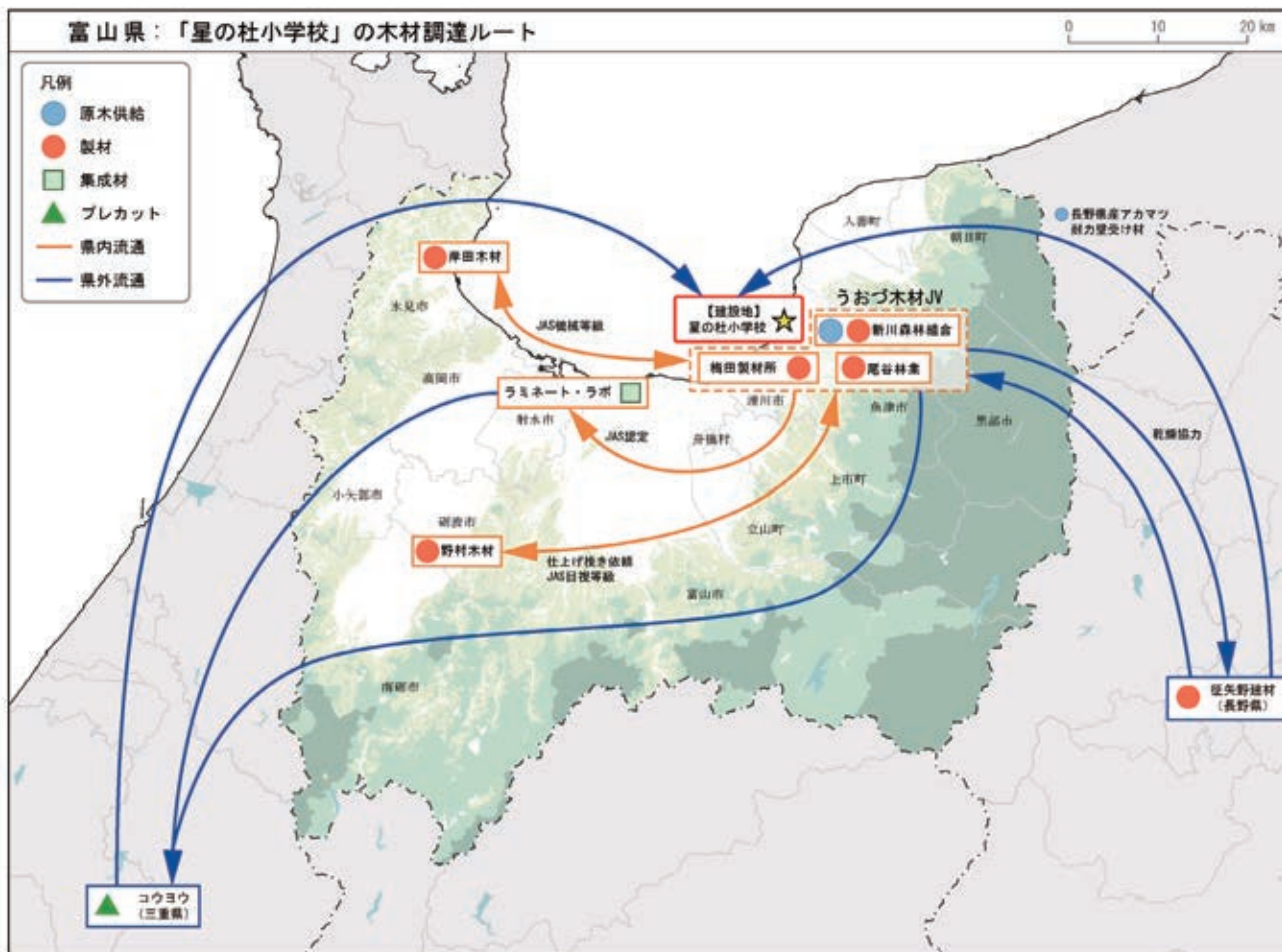 富山県:「星の杜小学校」の木材調達ルート
0 10 20 km
凡例
原木供給
製材
集成材
プレカット
県内流通
県外流通
長野県産アカマツ
耐力壁受け材
入善町
朝日町
岸田木材
氷見市
JAS機械等級
【建設地】
星の杜小学校
うおづ木材JV
新川森林組合
梅田製材所
尾谷林業
高岡市
ラミネート・ラボ
射水市
JAS認定
舟橋村
滑川市
魚津市
黒部市
乾燥協力
上市町
小矢部市
砺波市
立山町
野村木材
仕上げ挽き依頼
JAS目視等級
富山市
南砺市
征矢野建材
(長野県)
コウヨウ
(三重県)